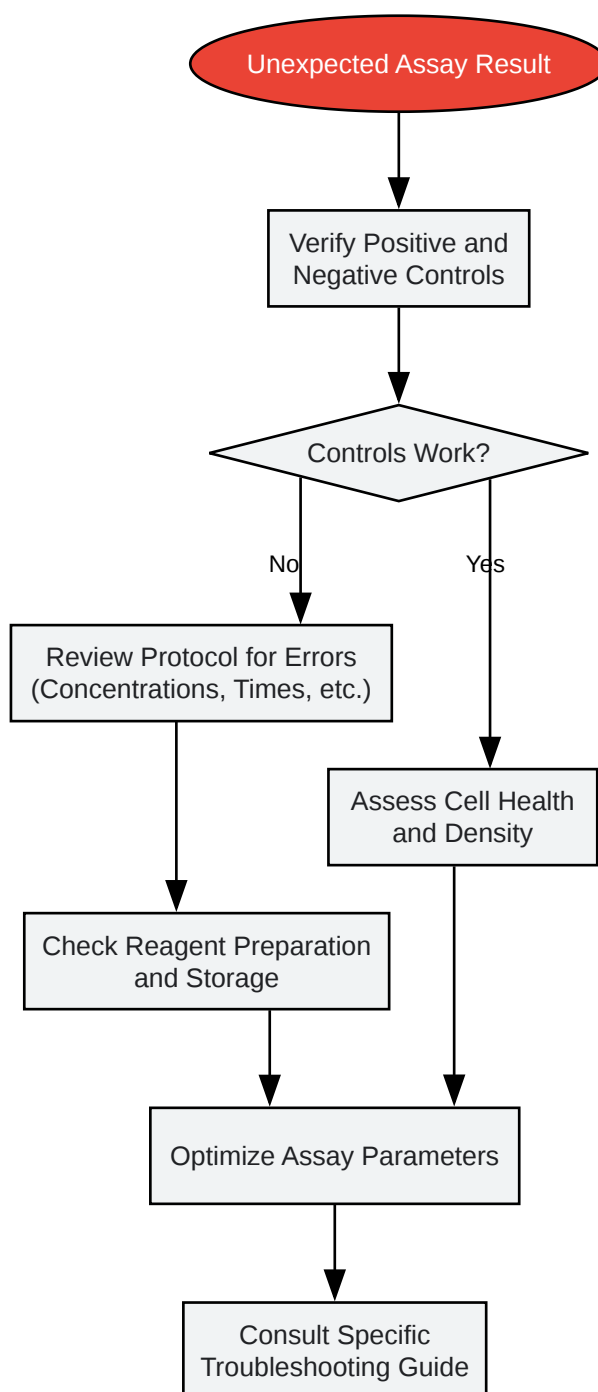 Unexpected Assay Result
Verify Positive and
Negative Controls
Controls Work?
No
Yes
Review Protocol for Errors
(Concentrations, Times, etc.)
Assess Cell Health
and Density
Check Reagent Preparation
and Storage
Optimize Assay Parameters
Consult Specific
Troubleshooting Guide